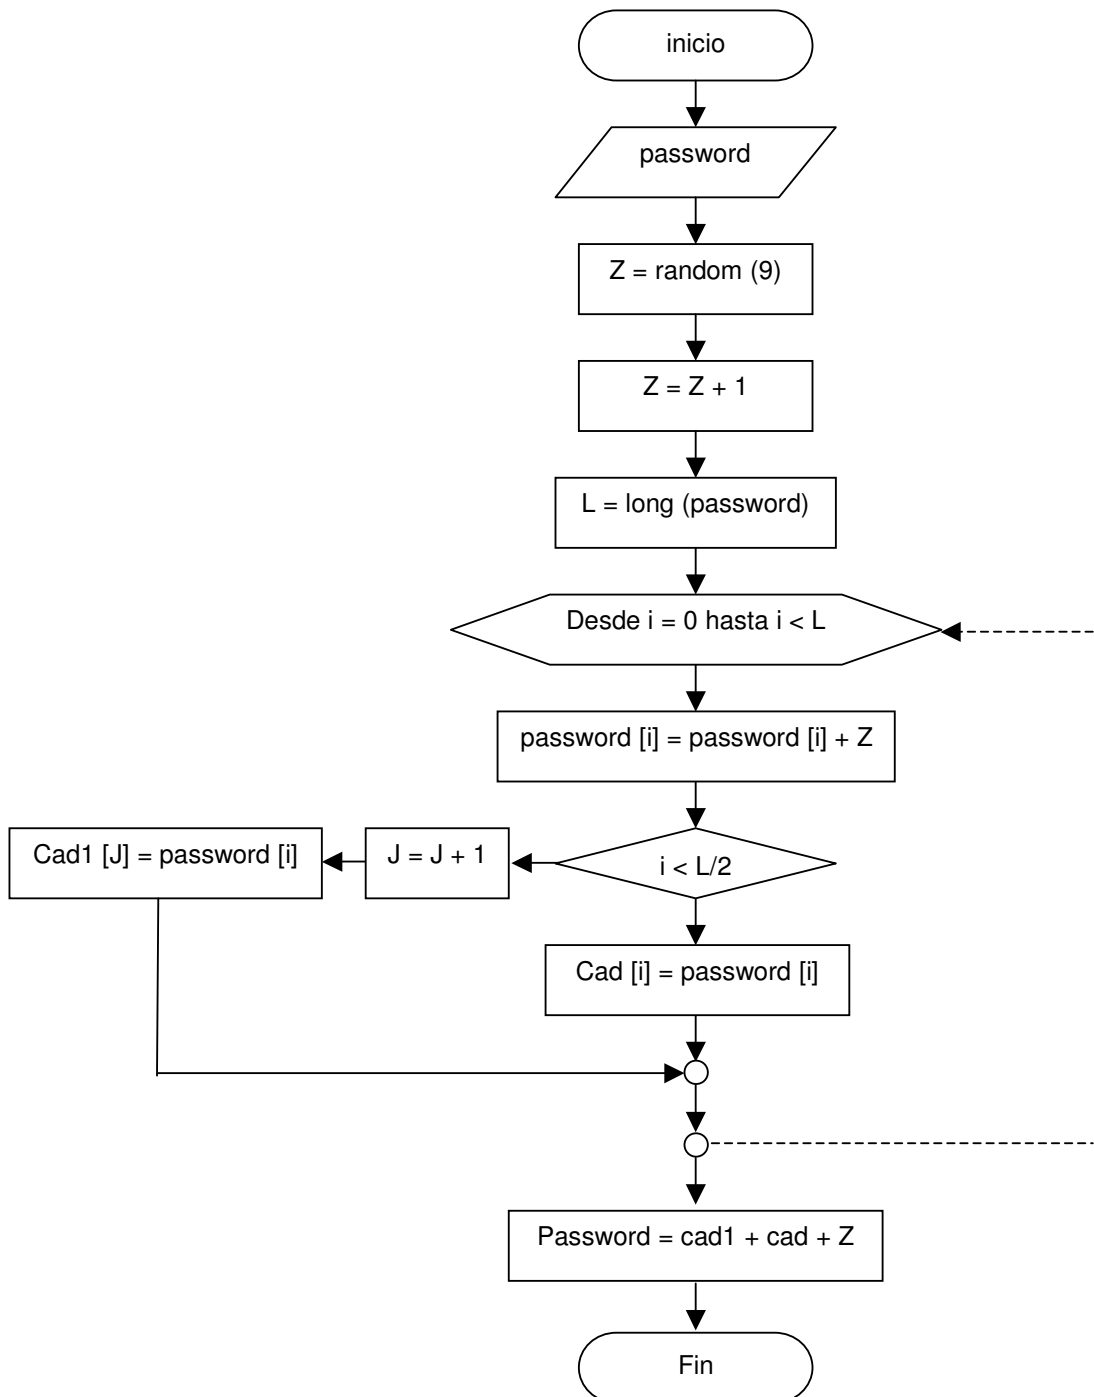 inicio
password
Z = random (9)
Z = Z + 1
L = long (password)
Desde i = 0 hasta i < L
password [i] = password [i] + Z
i < L/2
J = J + 1
Cad1 [J] = password [i]
Cad [i] = password [i]
Password = cad1 + cad + Z
Fin